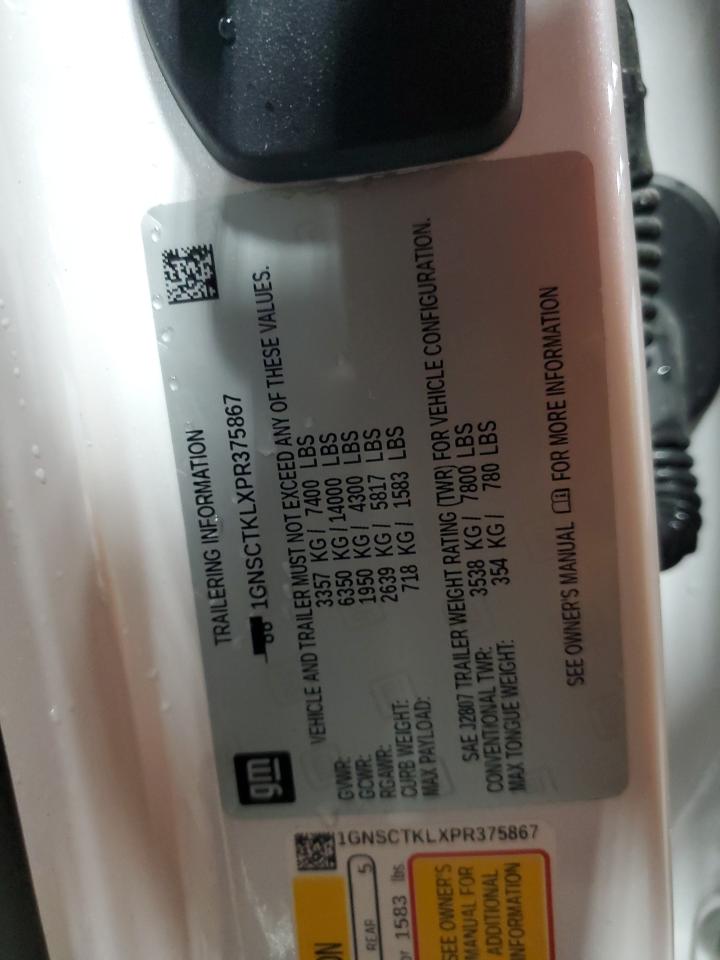 gm
TRAILERING INFORMATION
1GNSCTKLXPR375867
VEHICLE AND TRAILER MUST NOT EXCEED ANY OF THESE VALUES.
GVWR: 3357 KG / 7400 LBS
GCWR: 6350 KG / 14000 LBS
RGAWR: 1950 KG / 4300 LBS
CURB WEIGHT: 2639 KG / 5817 LBS
MAX PAYLOAD: 718 KG / 1583 LBS
SAE J2807 TRAILER WEIGHT RATING (TWR) FOR VEHICLE CONFIGURATION.
CONVENTIONAL TWR: 3538 KG / 7800 LBS
MAX TONGUE WEIGHT: 354 KG / 780 LBS
SEE OWNER'S MANUAL FOR MORE INFORMATION
1GNSCTKLXPR375867
REAR 5
or 1583 lbs
SEE OWNER'S
MANUAL FOR
ADDITIONAL
INFORMATION